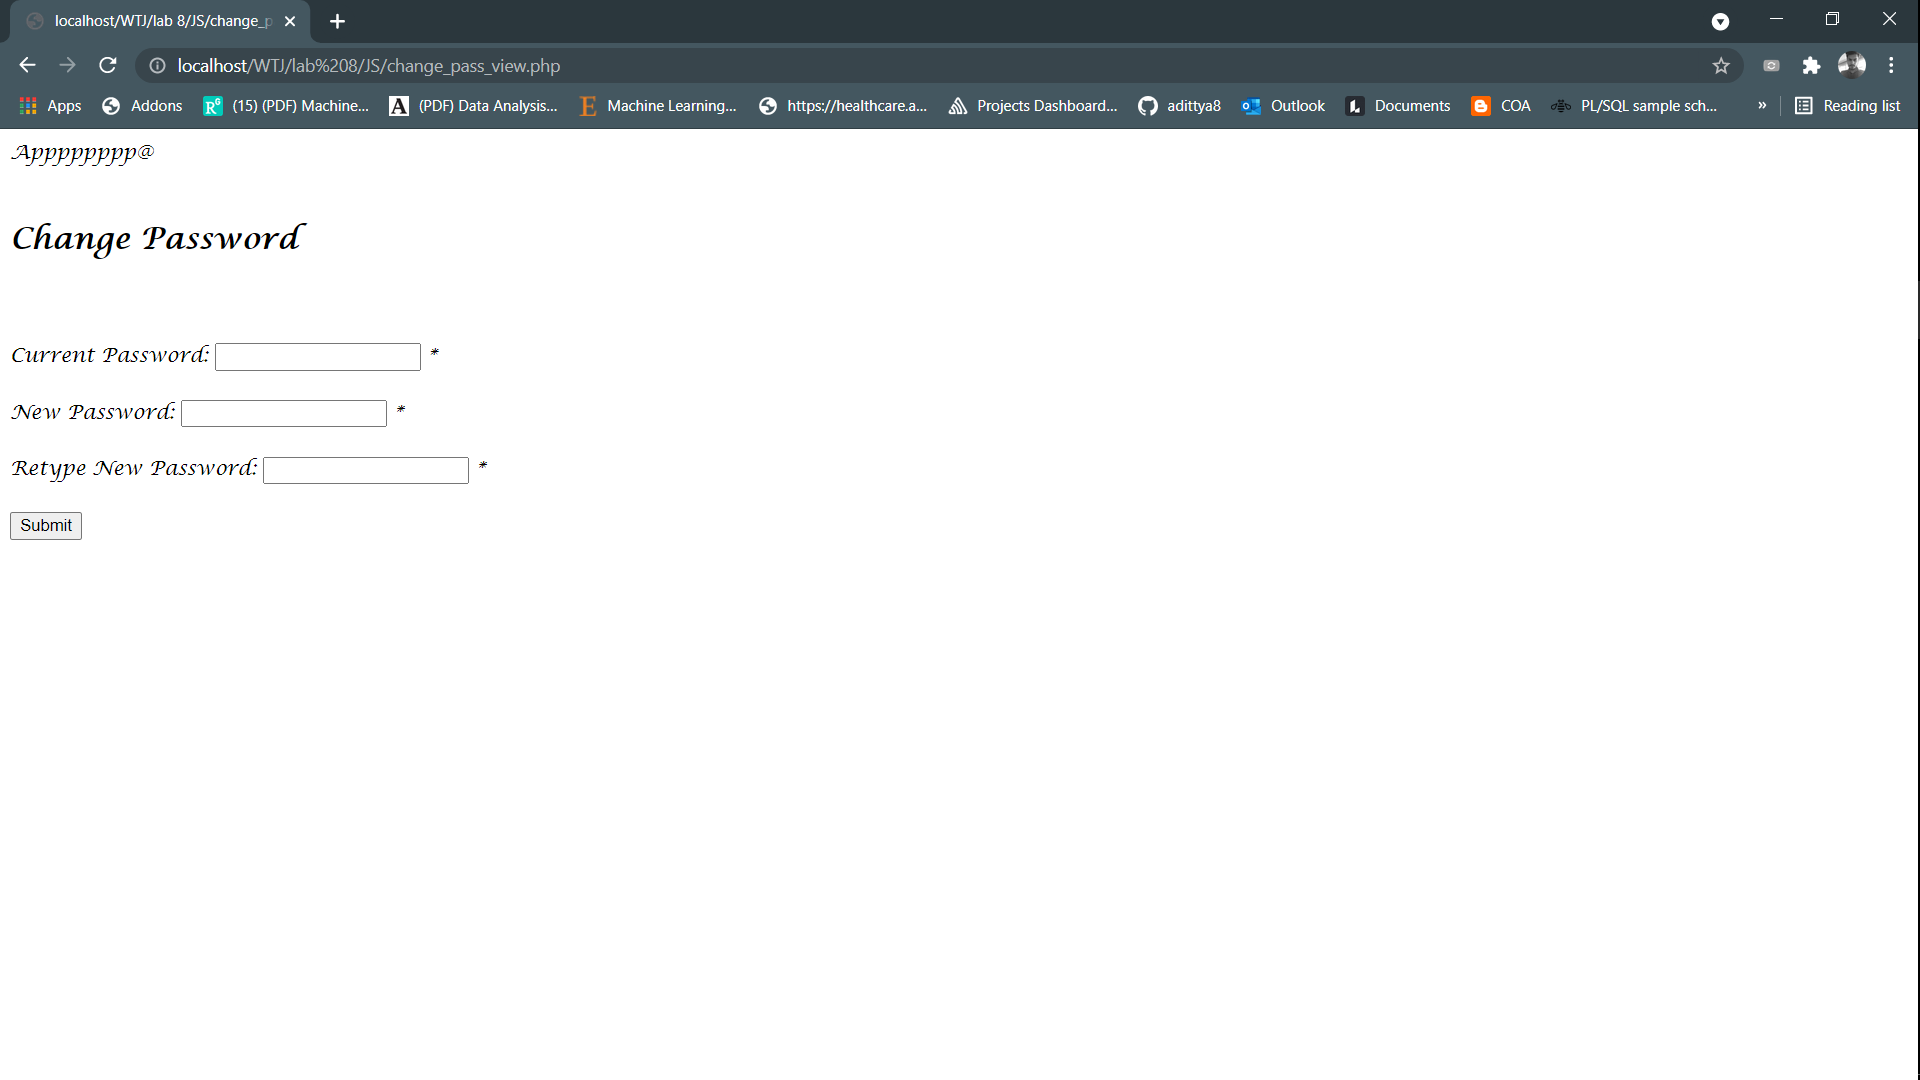 localhost/WTJ/lab 8/JS/change_p
localhost/WTJ/lab%208/JS/change_pass_view.php
Apps Addons (15) (PDF) Machine... (PDF) Data Analysis... Machine Learning... https://healthcare.a... Projects Dashboard... adittya8 Outlook Documents COA PL/SQL sample sch... » Reading list
Appppppppp@
Change Password
Current Password: *
New Password: *
Retype New Password: *
Submit